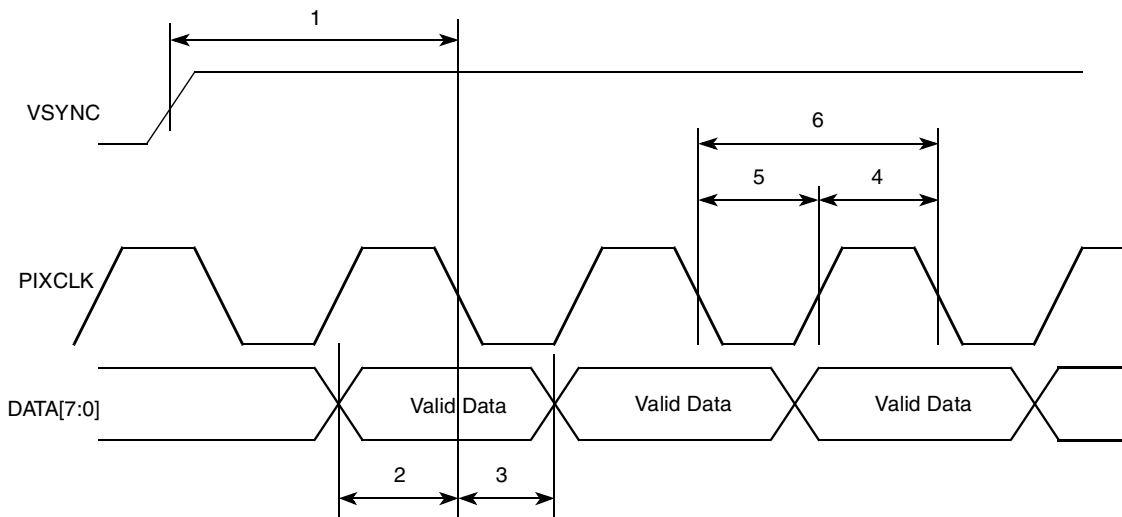 1
VSYNC
6
5 4
PIXCLK
DATA[7:0] Valid Data Valid Data Valid Data
2 3